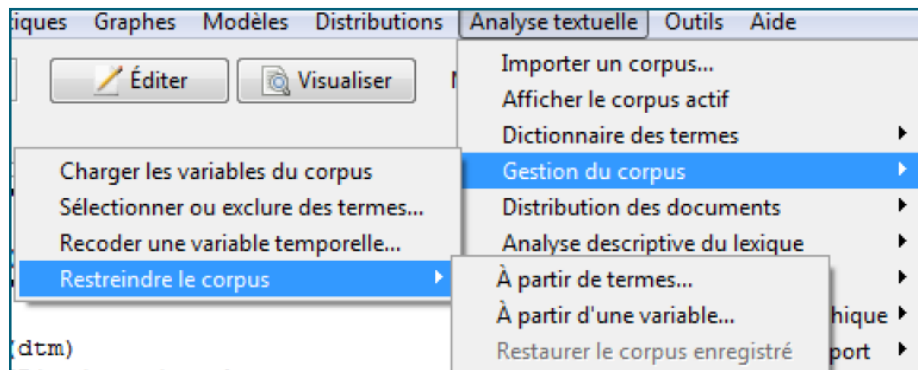 iques Graphes Modèles Distributions Analyse textuelle Outils Aide
Éditer Visualiser
Importer un corpus...
Afficher le corpus actif
Dictionnaire des termes
Gestion du corpus
Distribution des documents
Analyse descriptive du lexique
Charger les variables du corpus
Sélectionner ou exclure des termes...
Recoder une variable temporelle...
Restreindre le corpus
À partir de termes...
À partir d'une variable...
Restaurer le corpus enregistré
hique
port
(dtm)